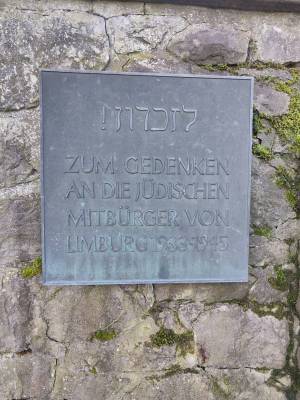 לזכרון!
ZUM GEDENKEN
AN DIE JÜDISCHEN
MITBÜRGER VON
LIMBURG 1933-1945